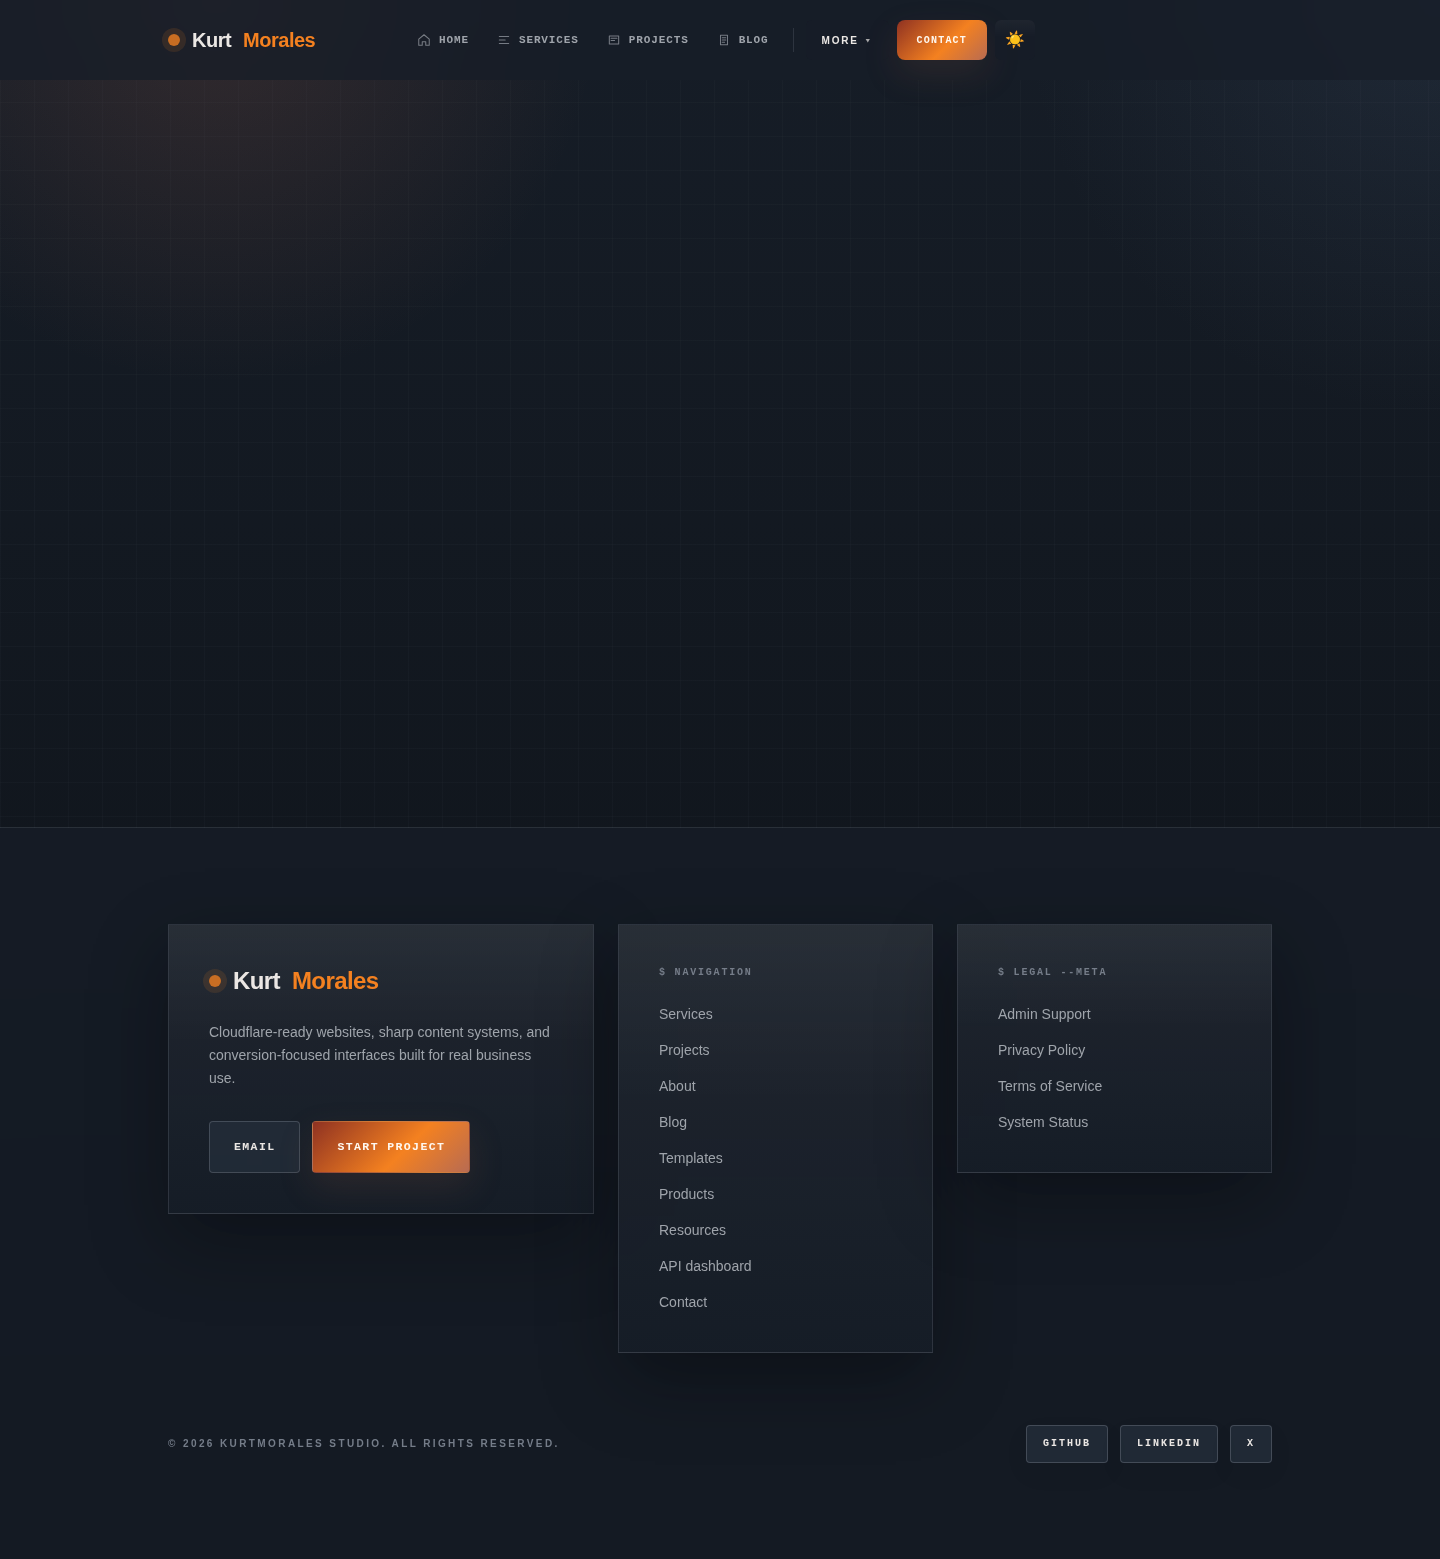 Kurt Morales
HOME
SERVICES
PROJECTS
BLOG
MORE ▾
CONTACT
Kurt Morales
Cloudflare-ready websites, sharp content systems, and
conversion-focused interfaces built for real business
use.
EMAIL
START PROJECT
$ NAVIGATION
Services
Projects
About
Blog
Templates
Products
Resources
API dashboard
Contact
$ LEGAL --META
Admin Support
Privacy Policy
Terms of Service
System Status
© 2026 KURTMORALES STUDIO. ALL RIGHTS RESERVED.
GITHUB
LINKEDIN
X